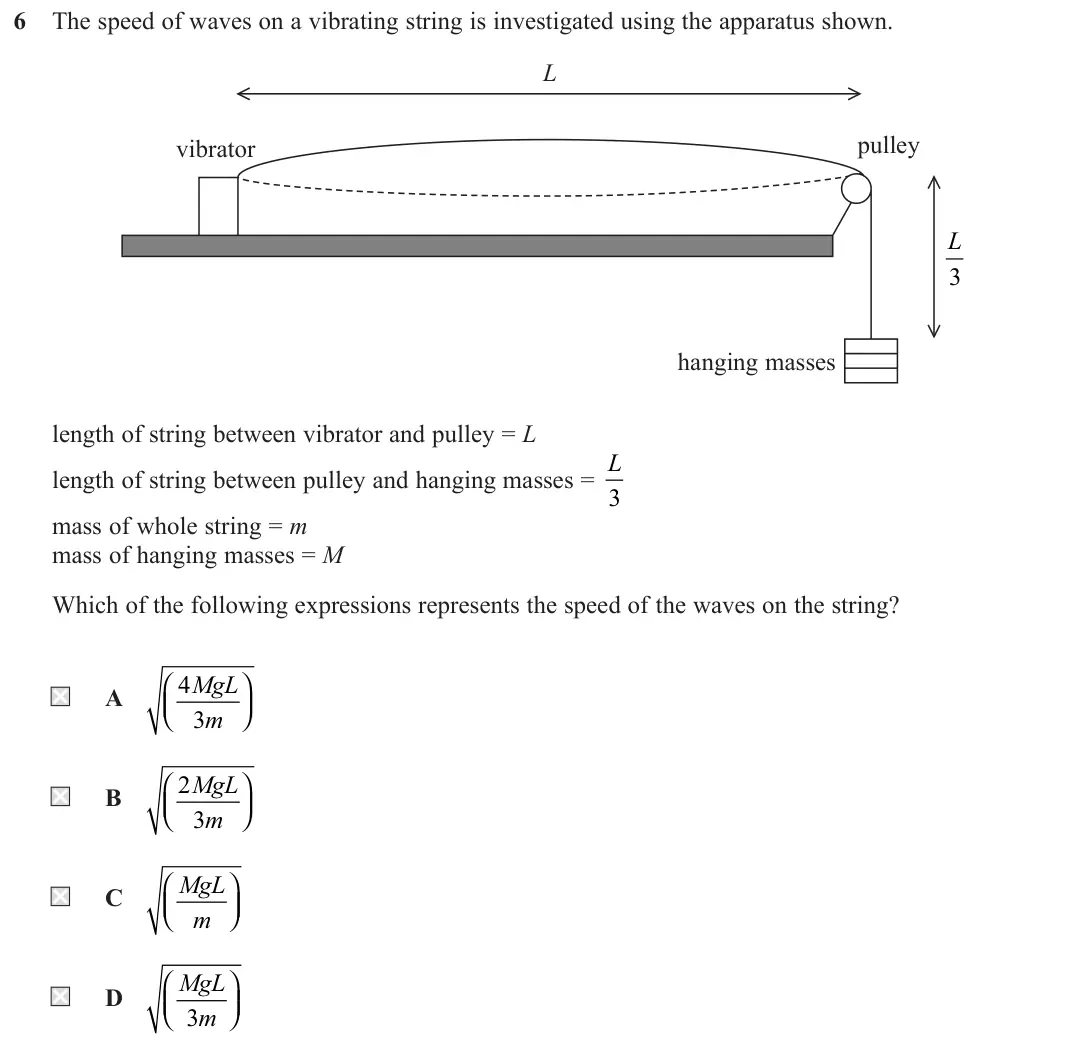 6 The speed of waves on a vibrating string is investigated using the apparatus shown.
L
vibrator
pulley
L/3
hanging masses
length of string between vibrator and pulley = L
length of string between pulley and hanging masses = L/3
mass of whole string = m
mass of hanging masses = M
Which of the following expressions represents the speed of the waves on the string?
A √(4MgL/3m)
B √(2MgL/3m)
C √(MgL/m)
D √(MgL/3m)